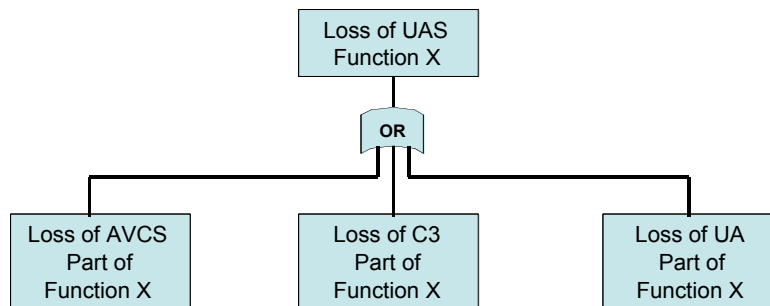 Loss of UAS
Function X
OR
Loss of AVCS
Part of
Function X
Loss of C3
Part of
Function X
Loss of UA
Part of
Function X